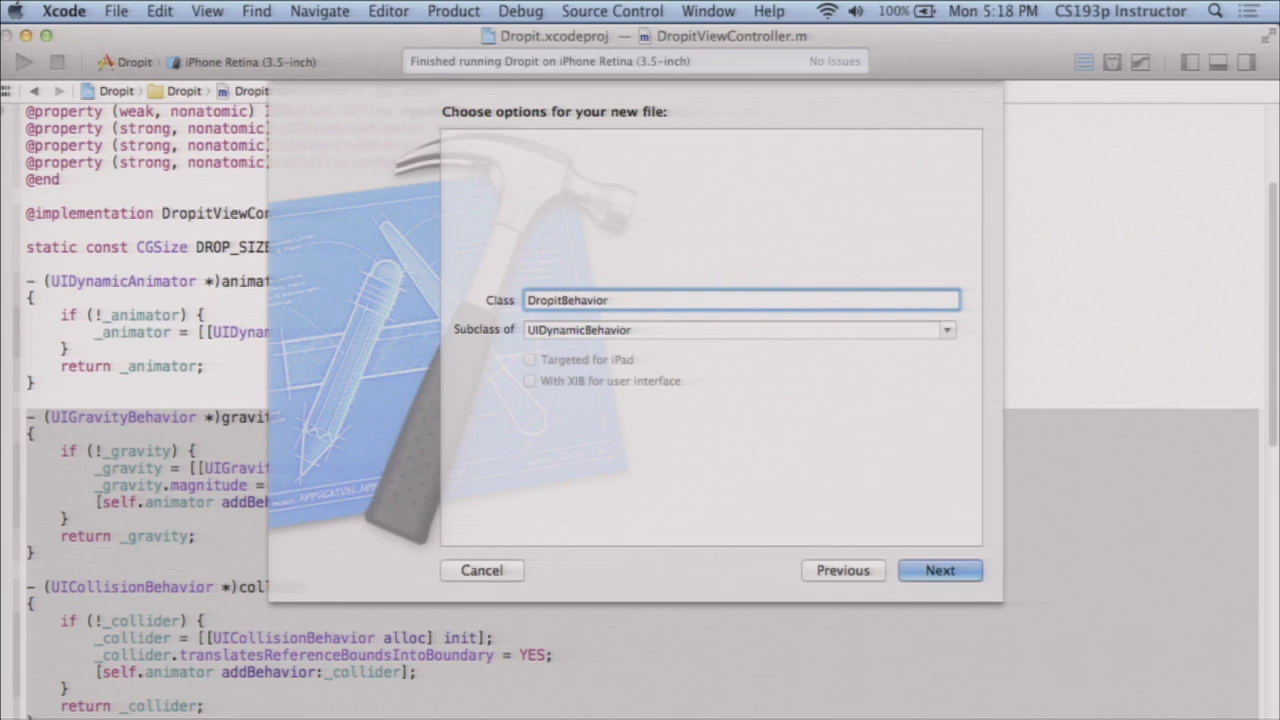 Xcode File Edit View Find Navigate Editor Product Debug Source Control Window Help 100% Mon 5:18 PM CS193p Instructor
Dropit.xcodeproj — DropitViewController.m
Dropit iPhone Retina (3.5-inch) Finished running Dropit on iPhone Retina (3.5-inch) No Issues
Dropit Dropit Dropit
@property (weak, nonatomic)
@property (strong, nonatomic)
@property (strong, nonatomic)
@property (strong, nonatomic)
@end
@implementation DropitViewCo
static const CGSize DROP_SIZE
- (UIDynamicAnimator *)animat
{
if (!_animator) {
_animator = [[UIDynam
}
return _animator;
}
- (UIGravityBehavior *)gravit
{
if (!_gravity) {
_gravity = [[UIGravit
_gravity.magnitude =
[self.animator addBeh
}
return _gravity;
}
- (UICollisionBehavior *)coll
{
if (!_collider) {
_collider = [[UICollisionBehavior alloc] init];
_collider.translatesReferenceBoundsIntoBoundary = YES;
[self.animator addBehavior:_collider];
}
return _collider;
Choose options for your new file:
Class DropitBehavior
Subclass of UIDynamicBehavior
Targeted for iPad
With XIB for user interface
Cancel Previous Next